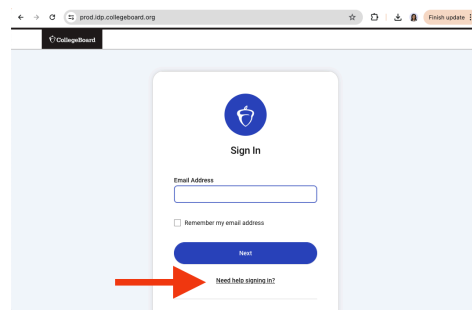 prod.idp.collegeboard.org
Finish update
CollegeBoard
Sign In
Email Address
Remember my email address
Next
Need help signing in?